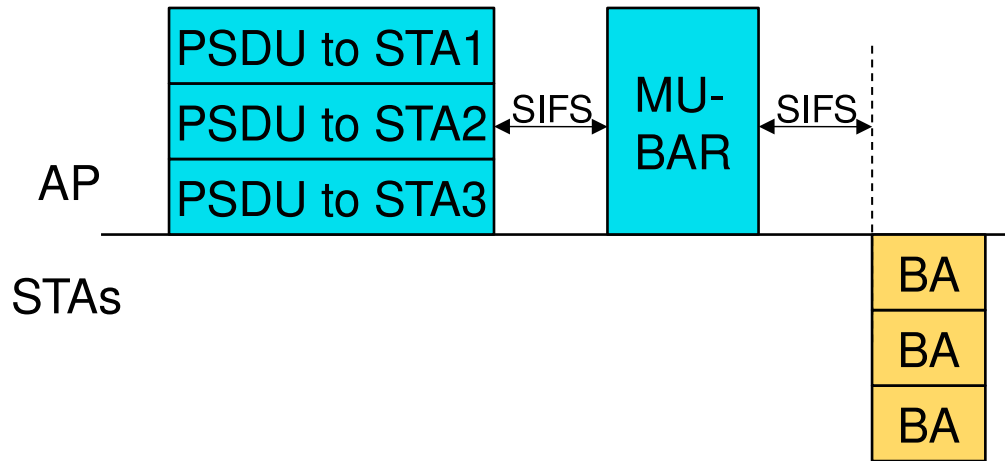 PSDU to STA1
PSDU to STA2
PSDU to STA3
SIFS
MU-
BAR
SIFS
AP
STAs
BA
BA
BA